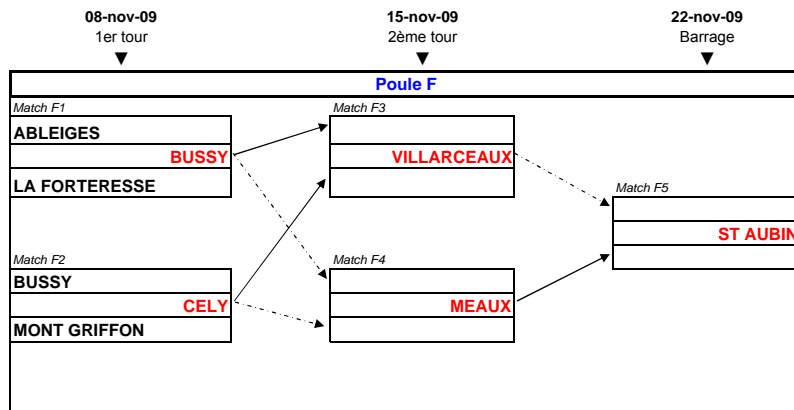 08-nov-09 15-nov-09 22-nov-09
1er tour 2ème tour Barrage
Poule F
Match F1 Match F3
ABLEIGES
BUSSY VILLARCEAUX
LA FORTERESSE
Match F5
ST AUBIN
Match F2 Match F4
BUSSY
CELY MEAUX
MONT GRIFFON